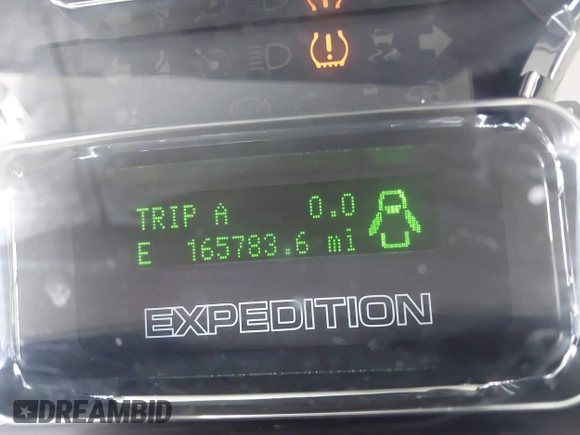 TRIP A 0.0
E 165783.6 mi
EXPEDITION
DREAMBID